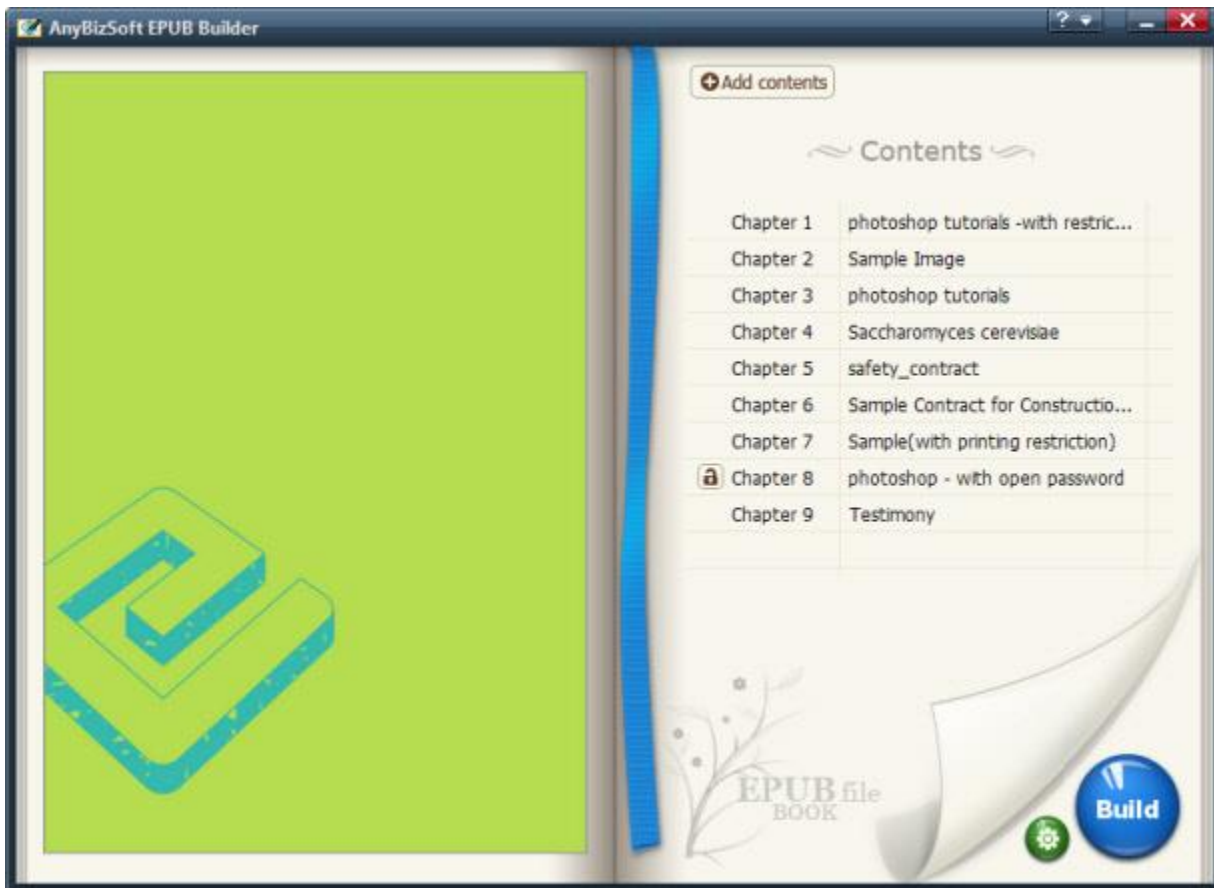 AnyBizSoft EPUB Builder
Add contents
Contents
Chapter 1 photoshop tutorials -with restric...
Chapter 2 Sample Image
Chapter 3 photoshop tutorials
Chapter 4 Saccharomyces cerevisiae
Chapter 5 safety_contract
Chapter 6 Sample Contract for Constructio...
Chapter 7 Sample(with printing restriction)
Chapter 8 photoshop - with open password
Chapter 9 Testimony
EPUB file
BOOK
Build